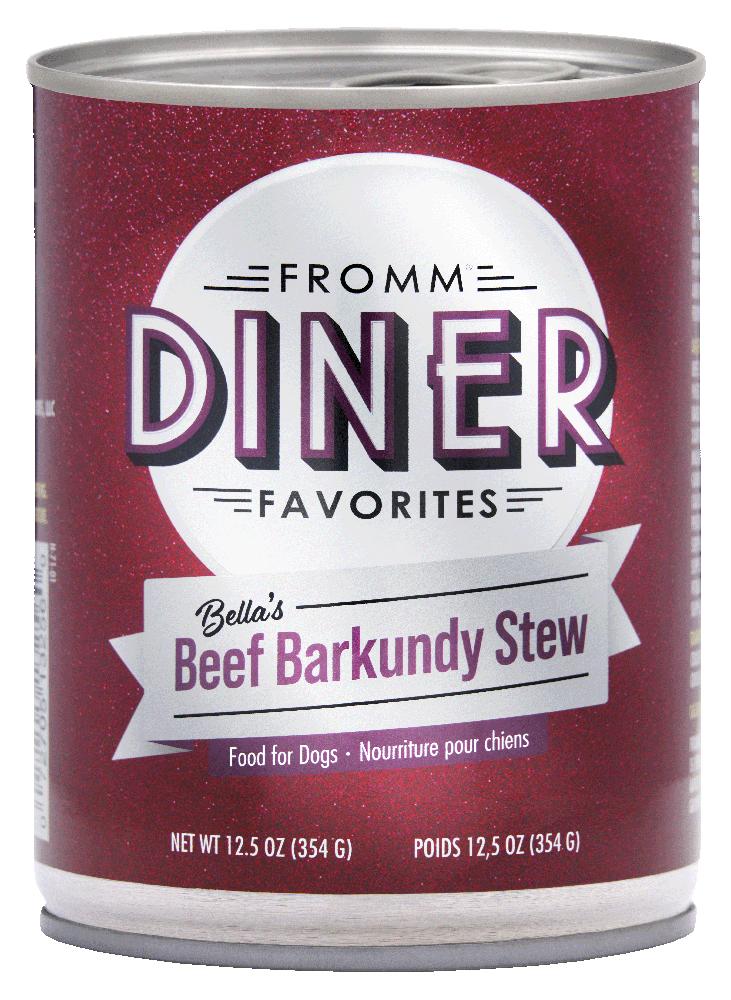 FROMM
DINER
FAVORITES
Bella's
Beef Barkundy Stew
Food for Dogs · Nourriture pour chiens
NET WT 12.5 OZ (354 G)
POIDS 12,5 OZ (354 G)